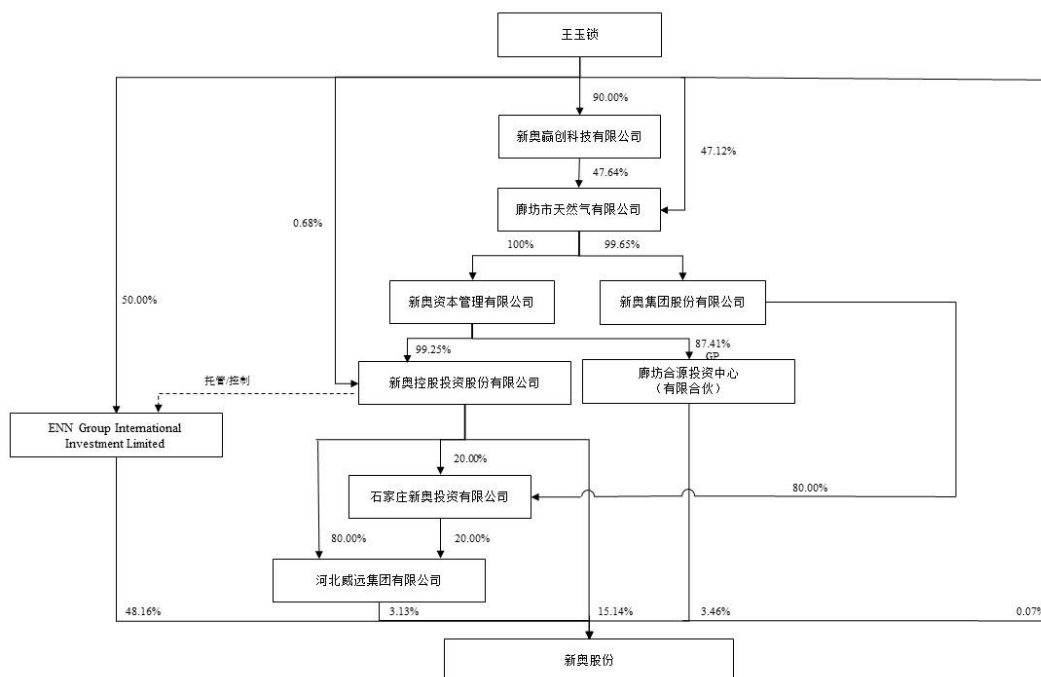 王玉锁
90.00%
新奥赢创科技有限公司
47.12%
47.64%
廊坊市天然气有限公司
0.68%
100%
99.65%
新奥资本管理有限公司
新奥集团股份有限公司
50.00%
99.25%
87.41%
GP
新奥控股投资股份有限公司
廊坊合源投资中心
（有限合伙）
托管/控制
ENN Group International
Investment Limited
20.00%
石家庄新奥投资有限公司
80.00%
80.00%
20.00%
河北威远集团有限公司
48.16%
3.13%
15.14%
3.46%
0.07%
新奥股份